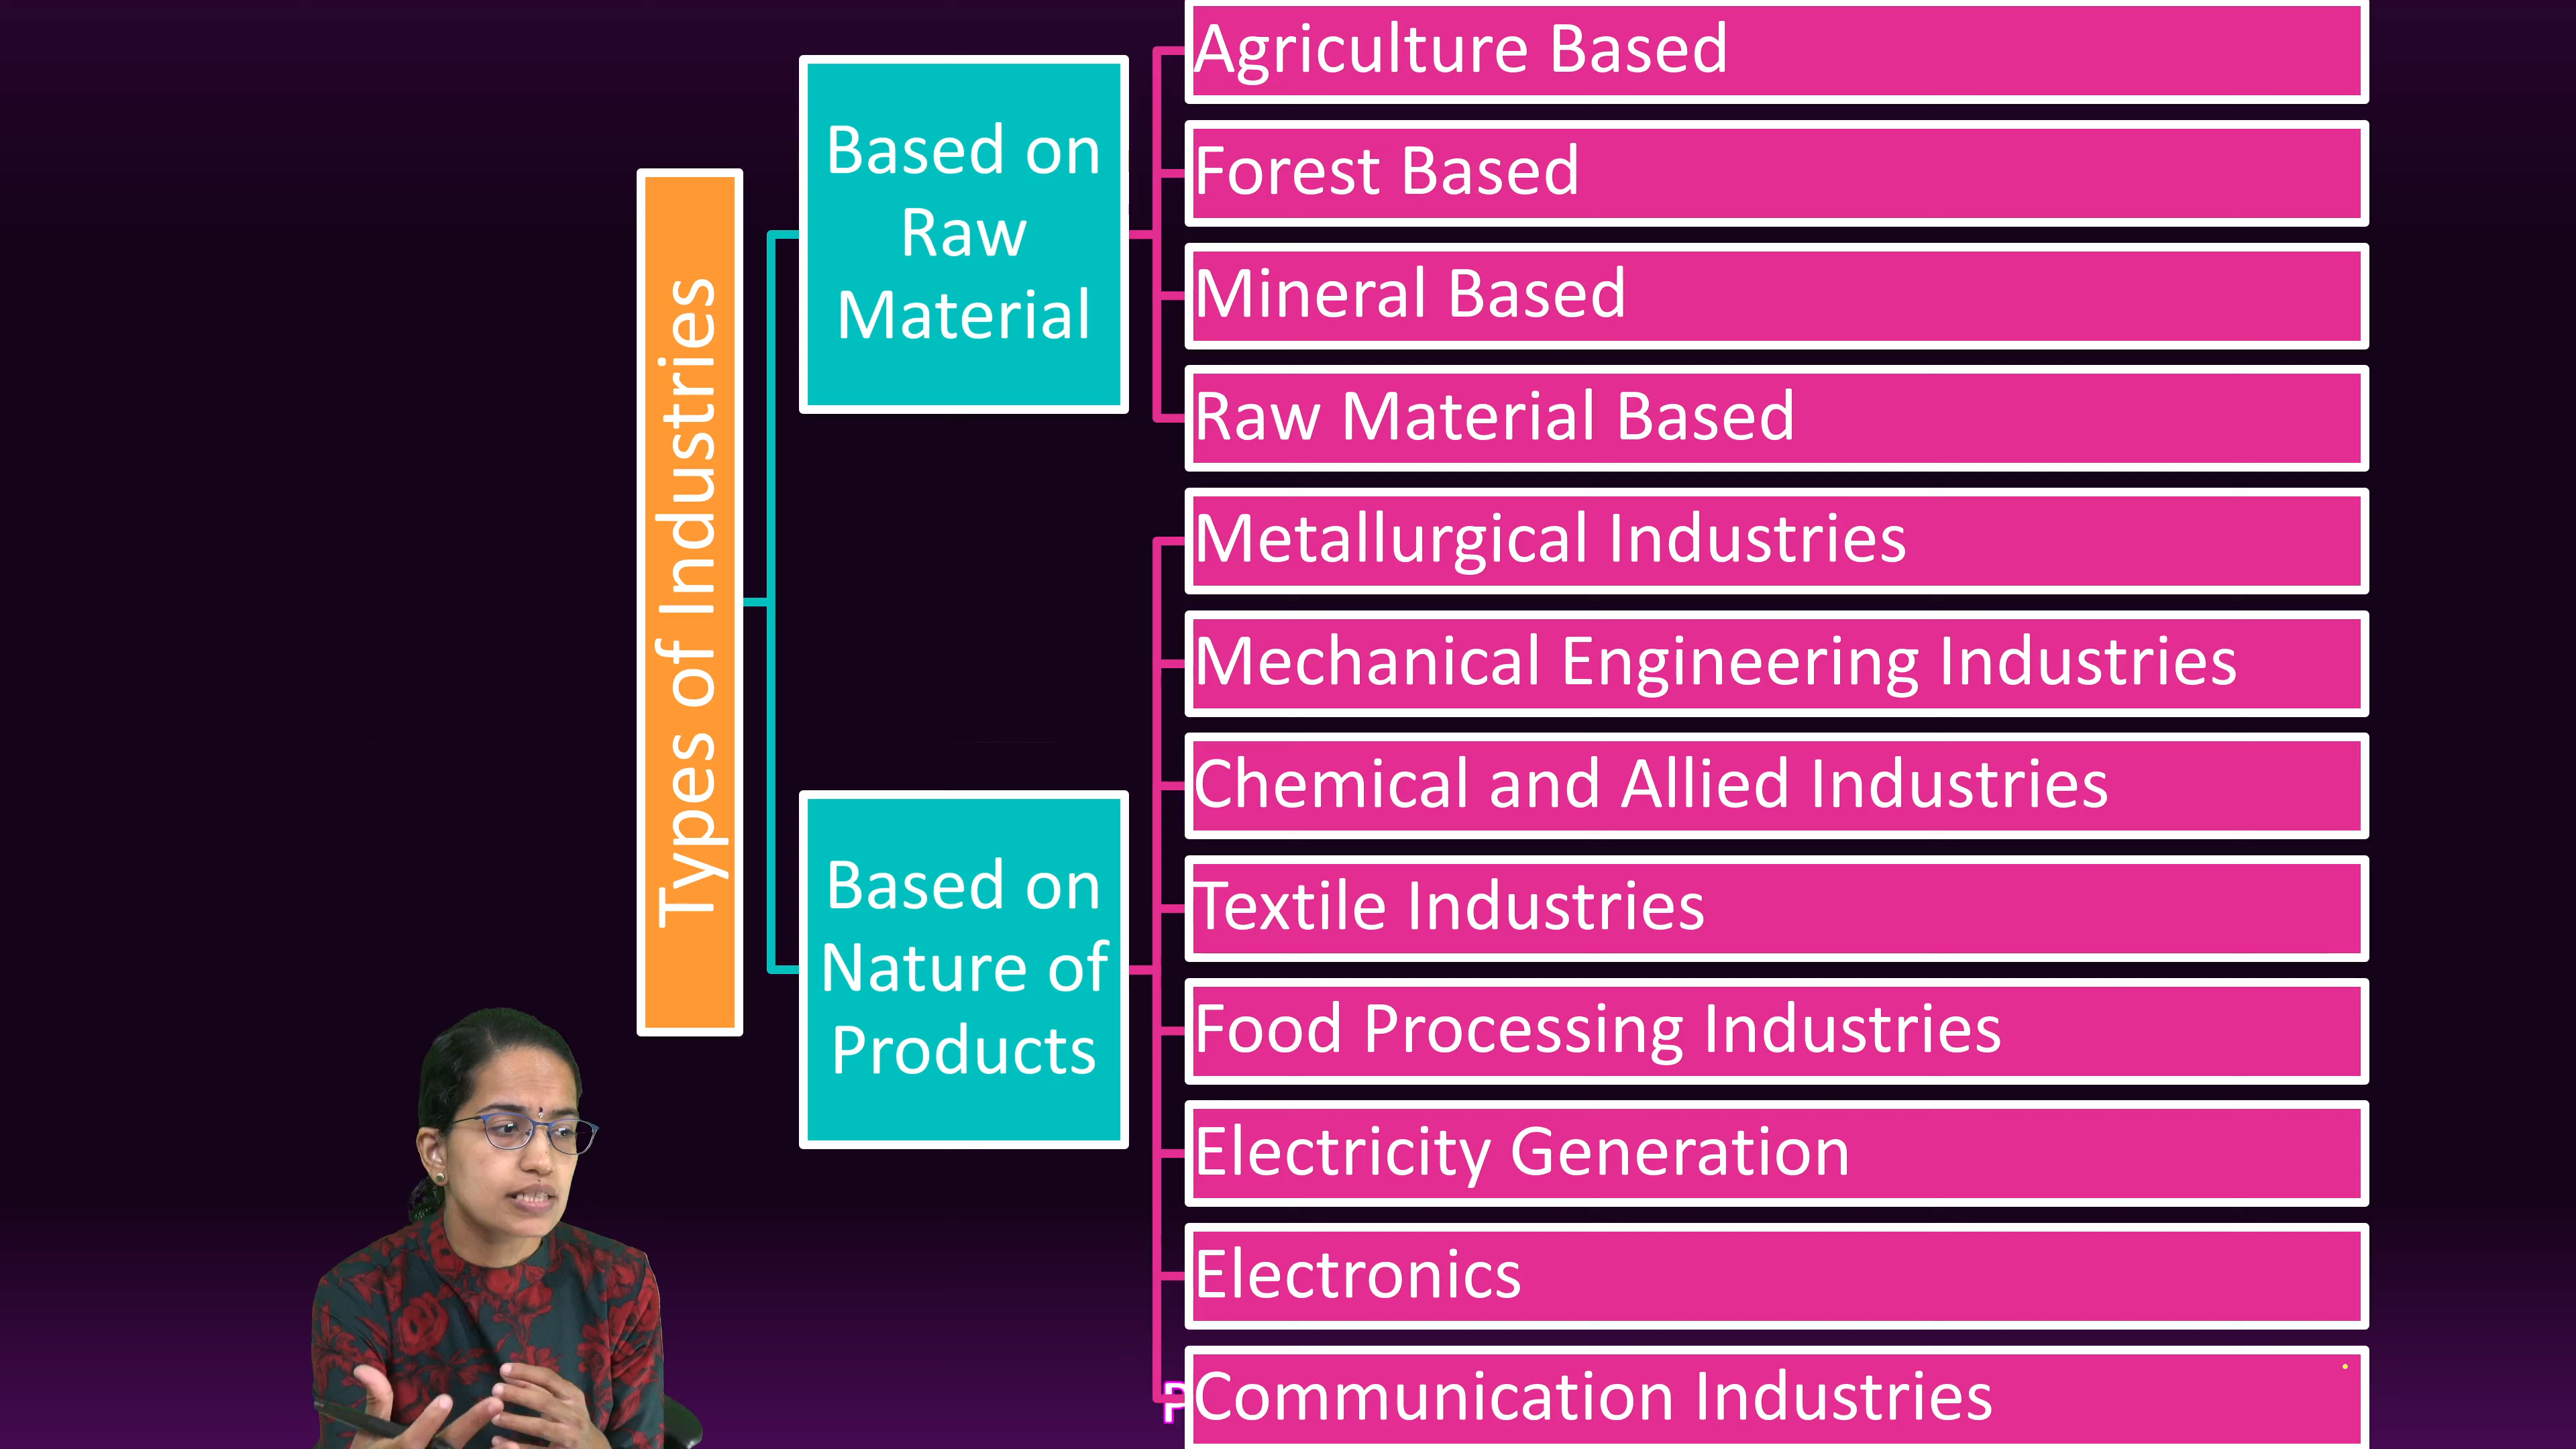 Types of Industries
Based on
Raw
Material
Agriculture Based
Forest Based
Mineral Based
Raw Material Based
Based on
Nature of
Products
Metallurgical Industries
Mechanical Engineering Industries
Chemical and Allied Industries
Textile Industries
Food Processing Industries
Electricity Generation
Electronics
Communication Industries